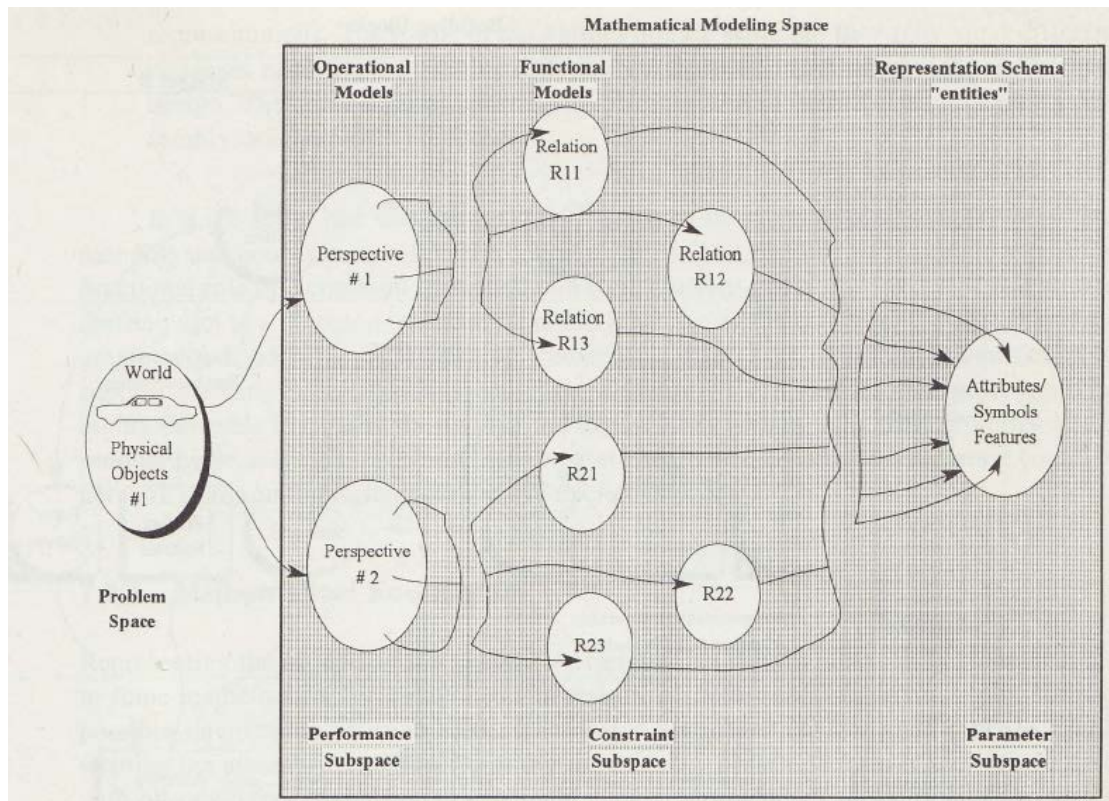 Mathematical Modeling Space
Operational
Models
Functional
Models
Representation Schema
"entities"
Relation
R11
Perspective
# 1
Relation
R12
Relation
R13
World
Physical
Objects
#1
Attributes/
Symbols
Features
R21
Perspective
# 2
R22
R23
Problem
Space
Performance
Subspace
Constraint
Subspace
Parameter
Subspace